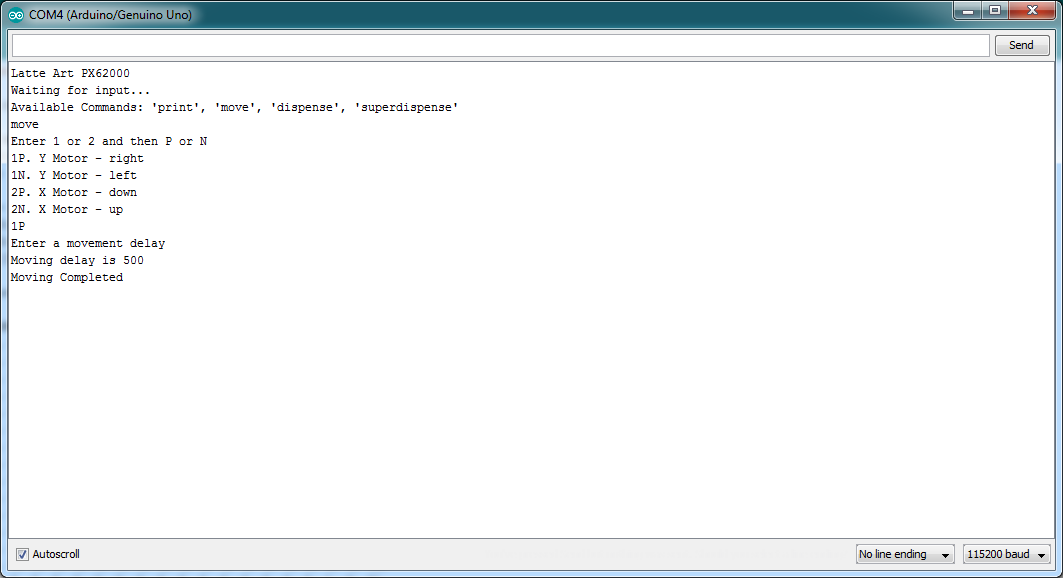 COM4 (Arduino/Genuino Uno)
Send
Latte Art PX62000
Waiting for input...
Available Commands: 'print', 'move', 'dispense', 'superdispense'
move
Enter 1 or 2 and then P or N
1P. Y Motor - right
1N. Y Motor - left
2P. X Motor - down
2N. X Motor - up
1P
Enter a movement delay
Moving delay is 500
Moving Completed
Autoscroll
No line ending
115200 baud